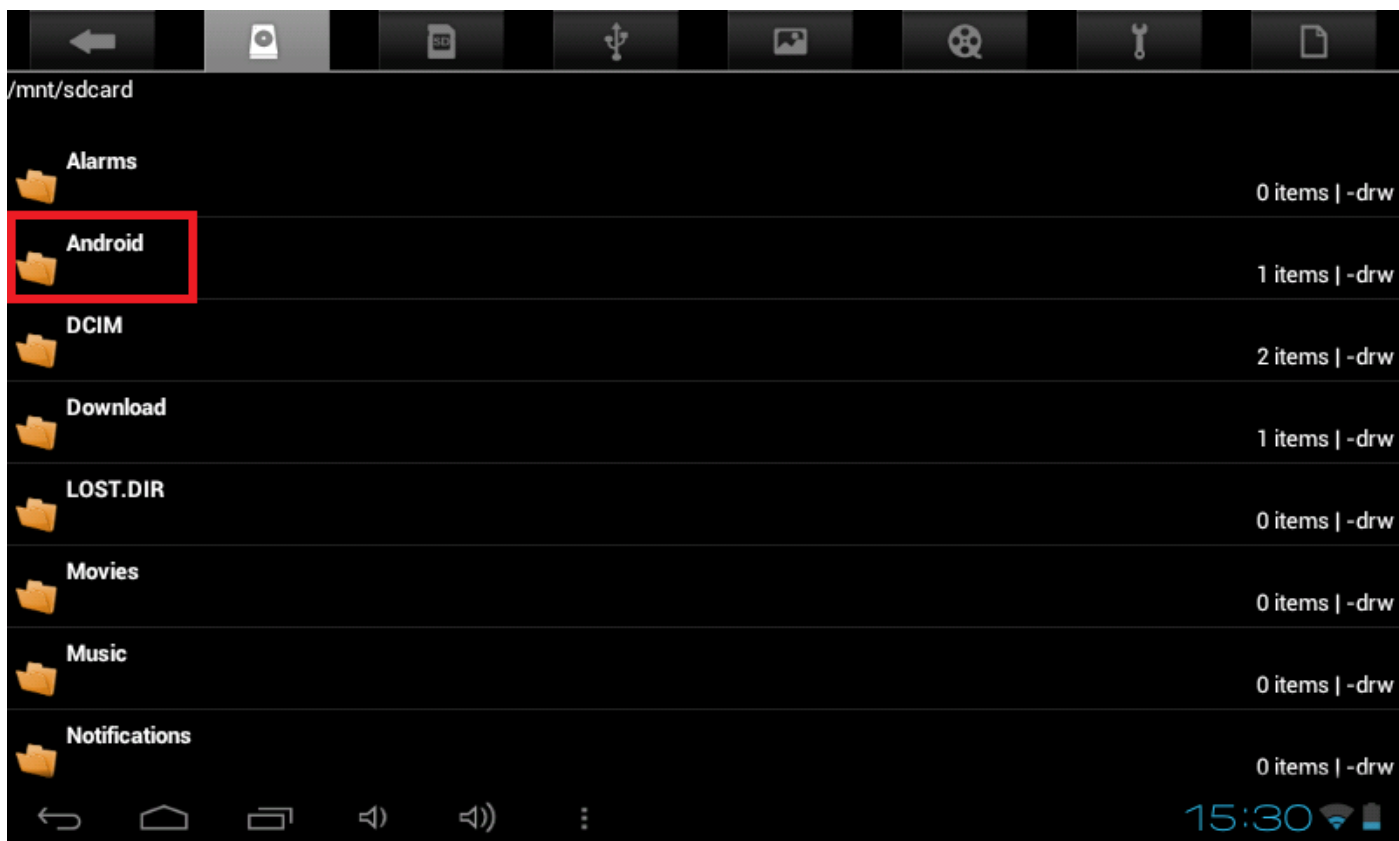 SD
/mnt/sdcard
Alarms
0 items | -drw
Android
1 items | -drw
DCIM
2 items | -drw
Download
1 items | -drw
LOST.DIR
0 items | -drw
Movies
0 items | -drw
Music
0 items | -drw
Notifications
0 items | -drw
15:30